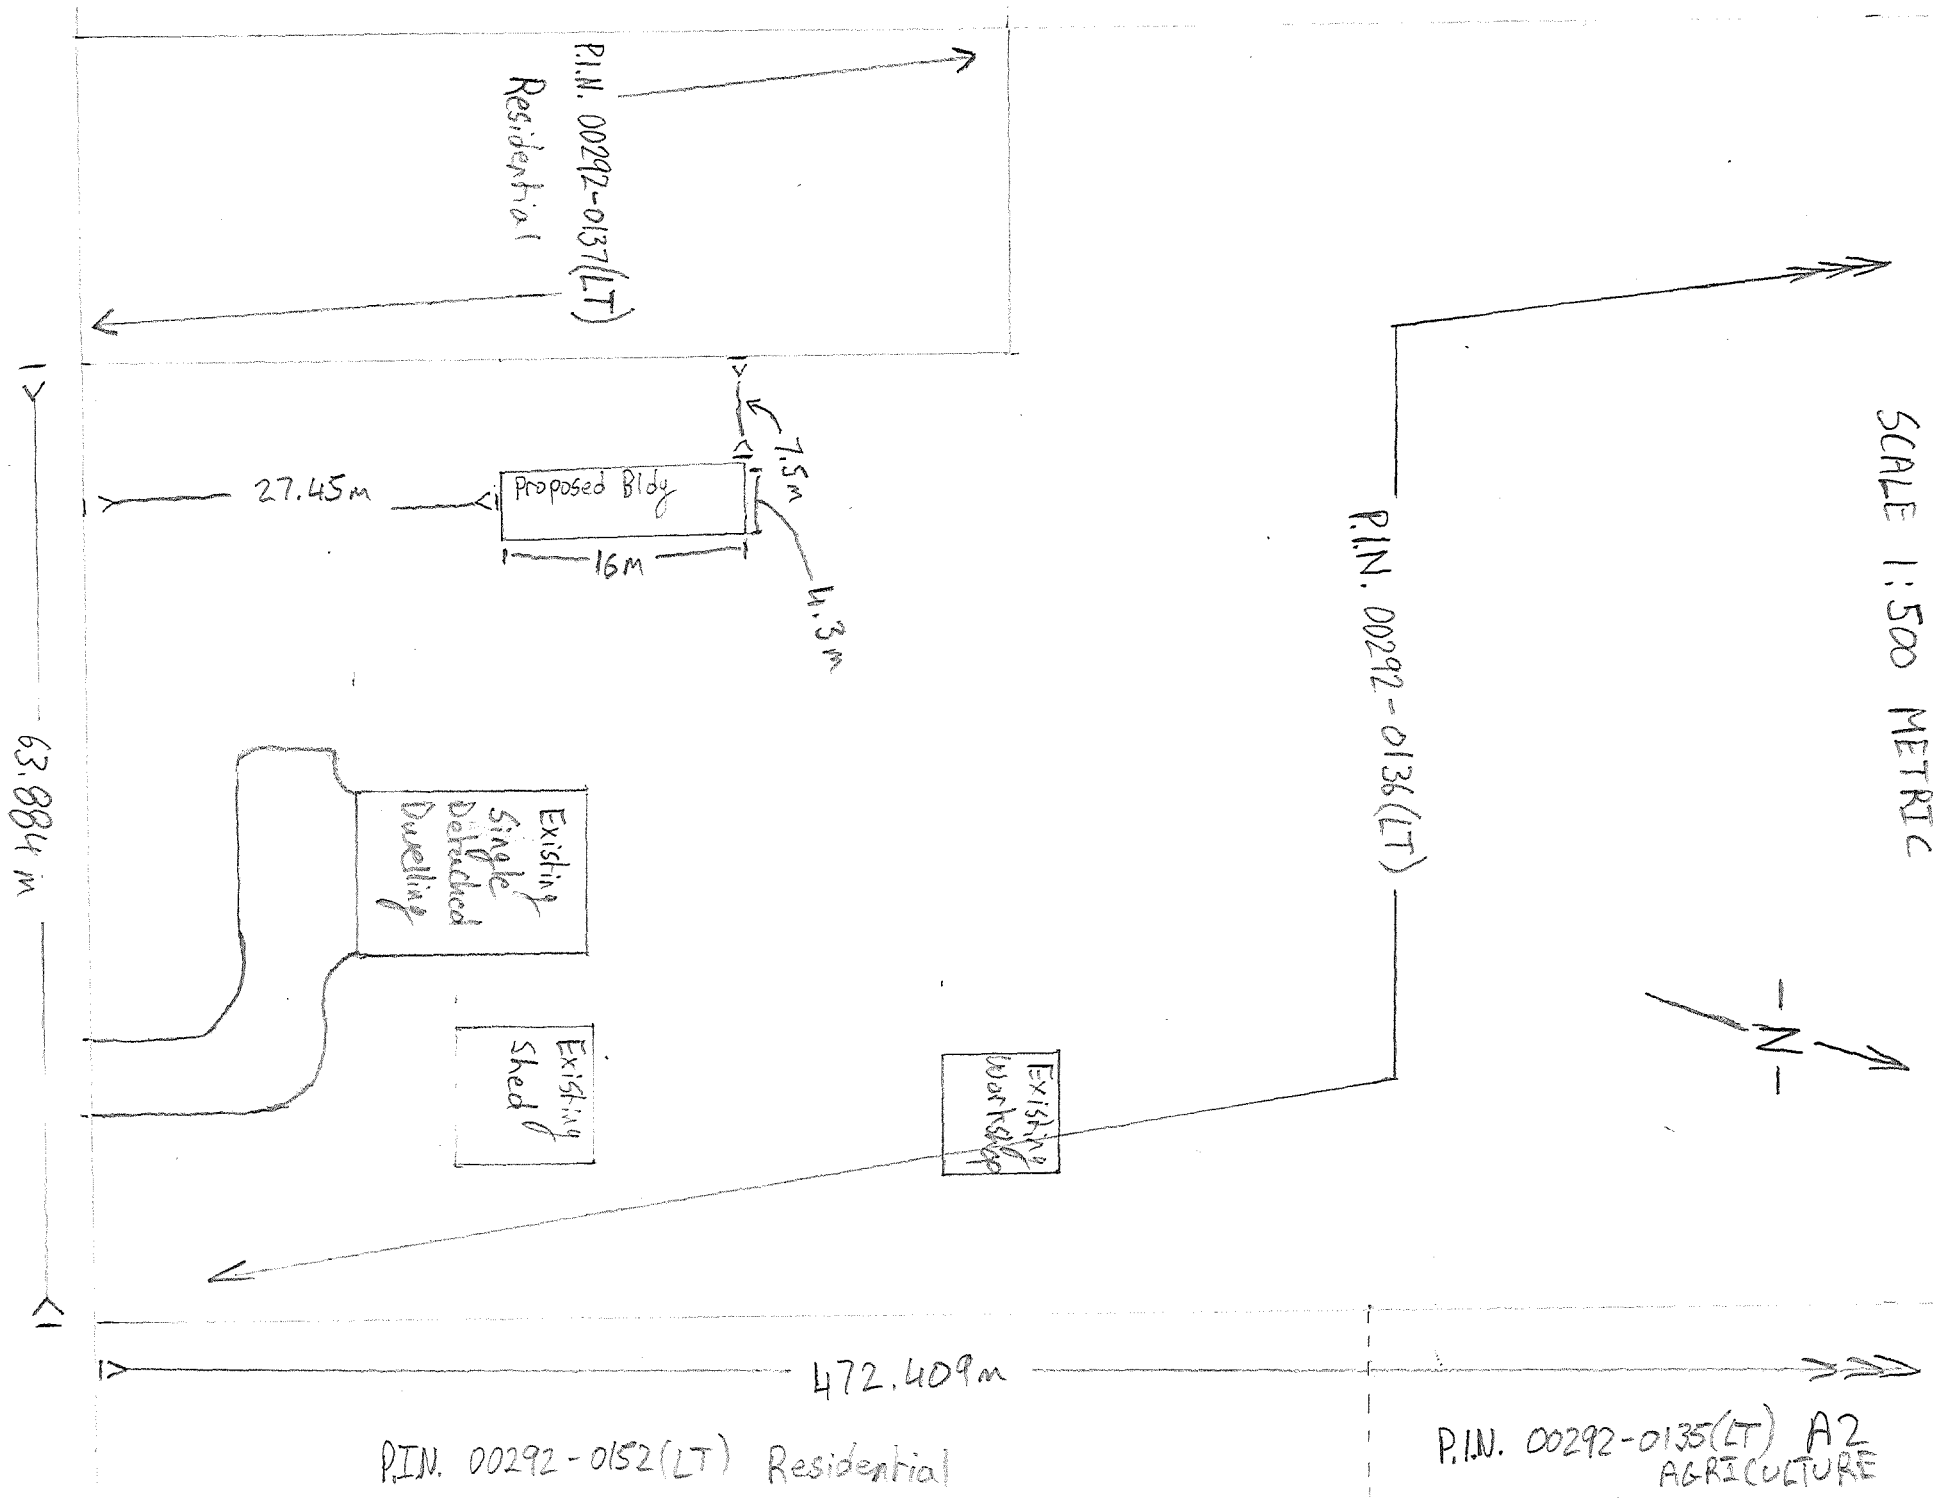 P.I.N. 00292-0137(LT)
Residential
SCALE 1:500 METRIC
7.5m
Proposed Bldg
27.45m
16m
4.3m
P.I.N. 00292-0136(LT)
63.884 m
Existing
Single
Detached
Dwelling
Existing
Shed
Existing
Workshop
-N-
472.409m
P.I.N. 00292-0152(LT) Residential
P.I.N. 00292-0135(LT) A2
AGRICULTURE